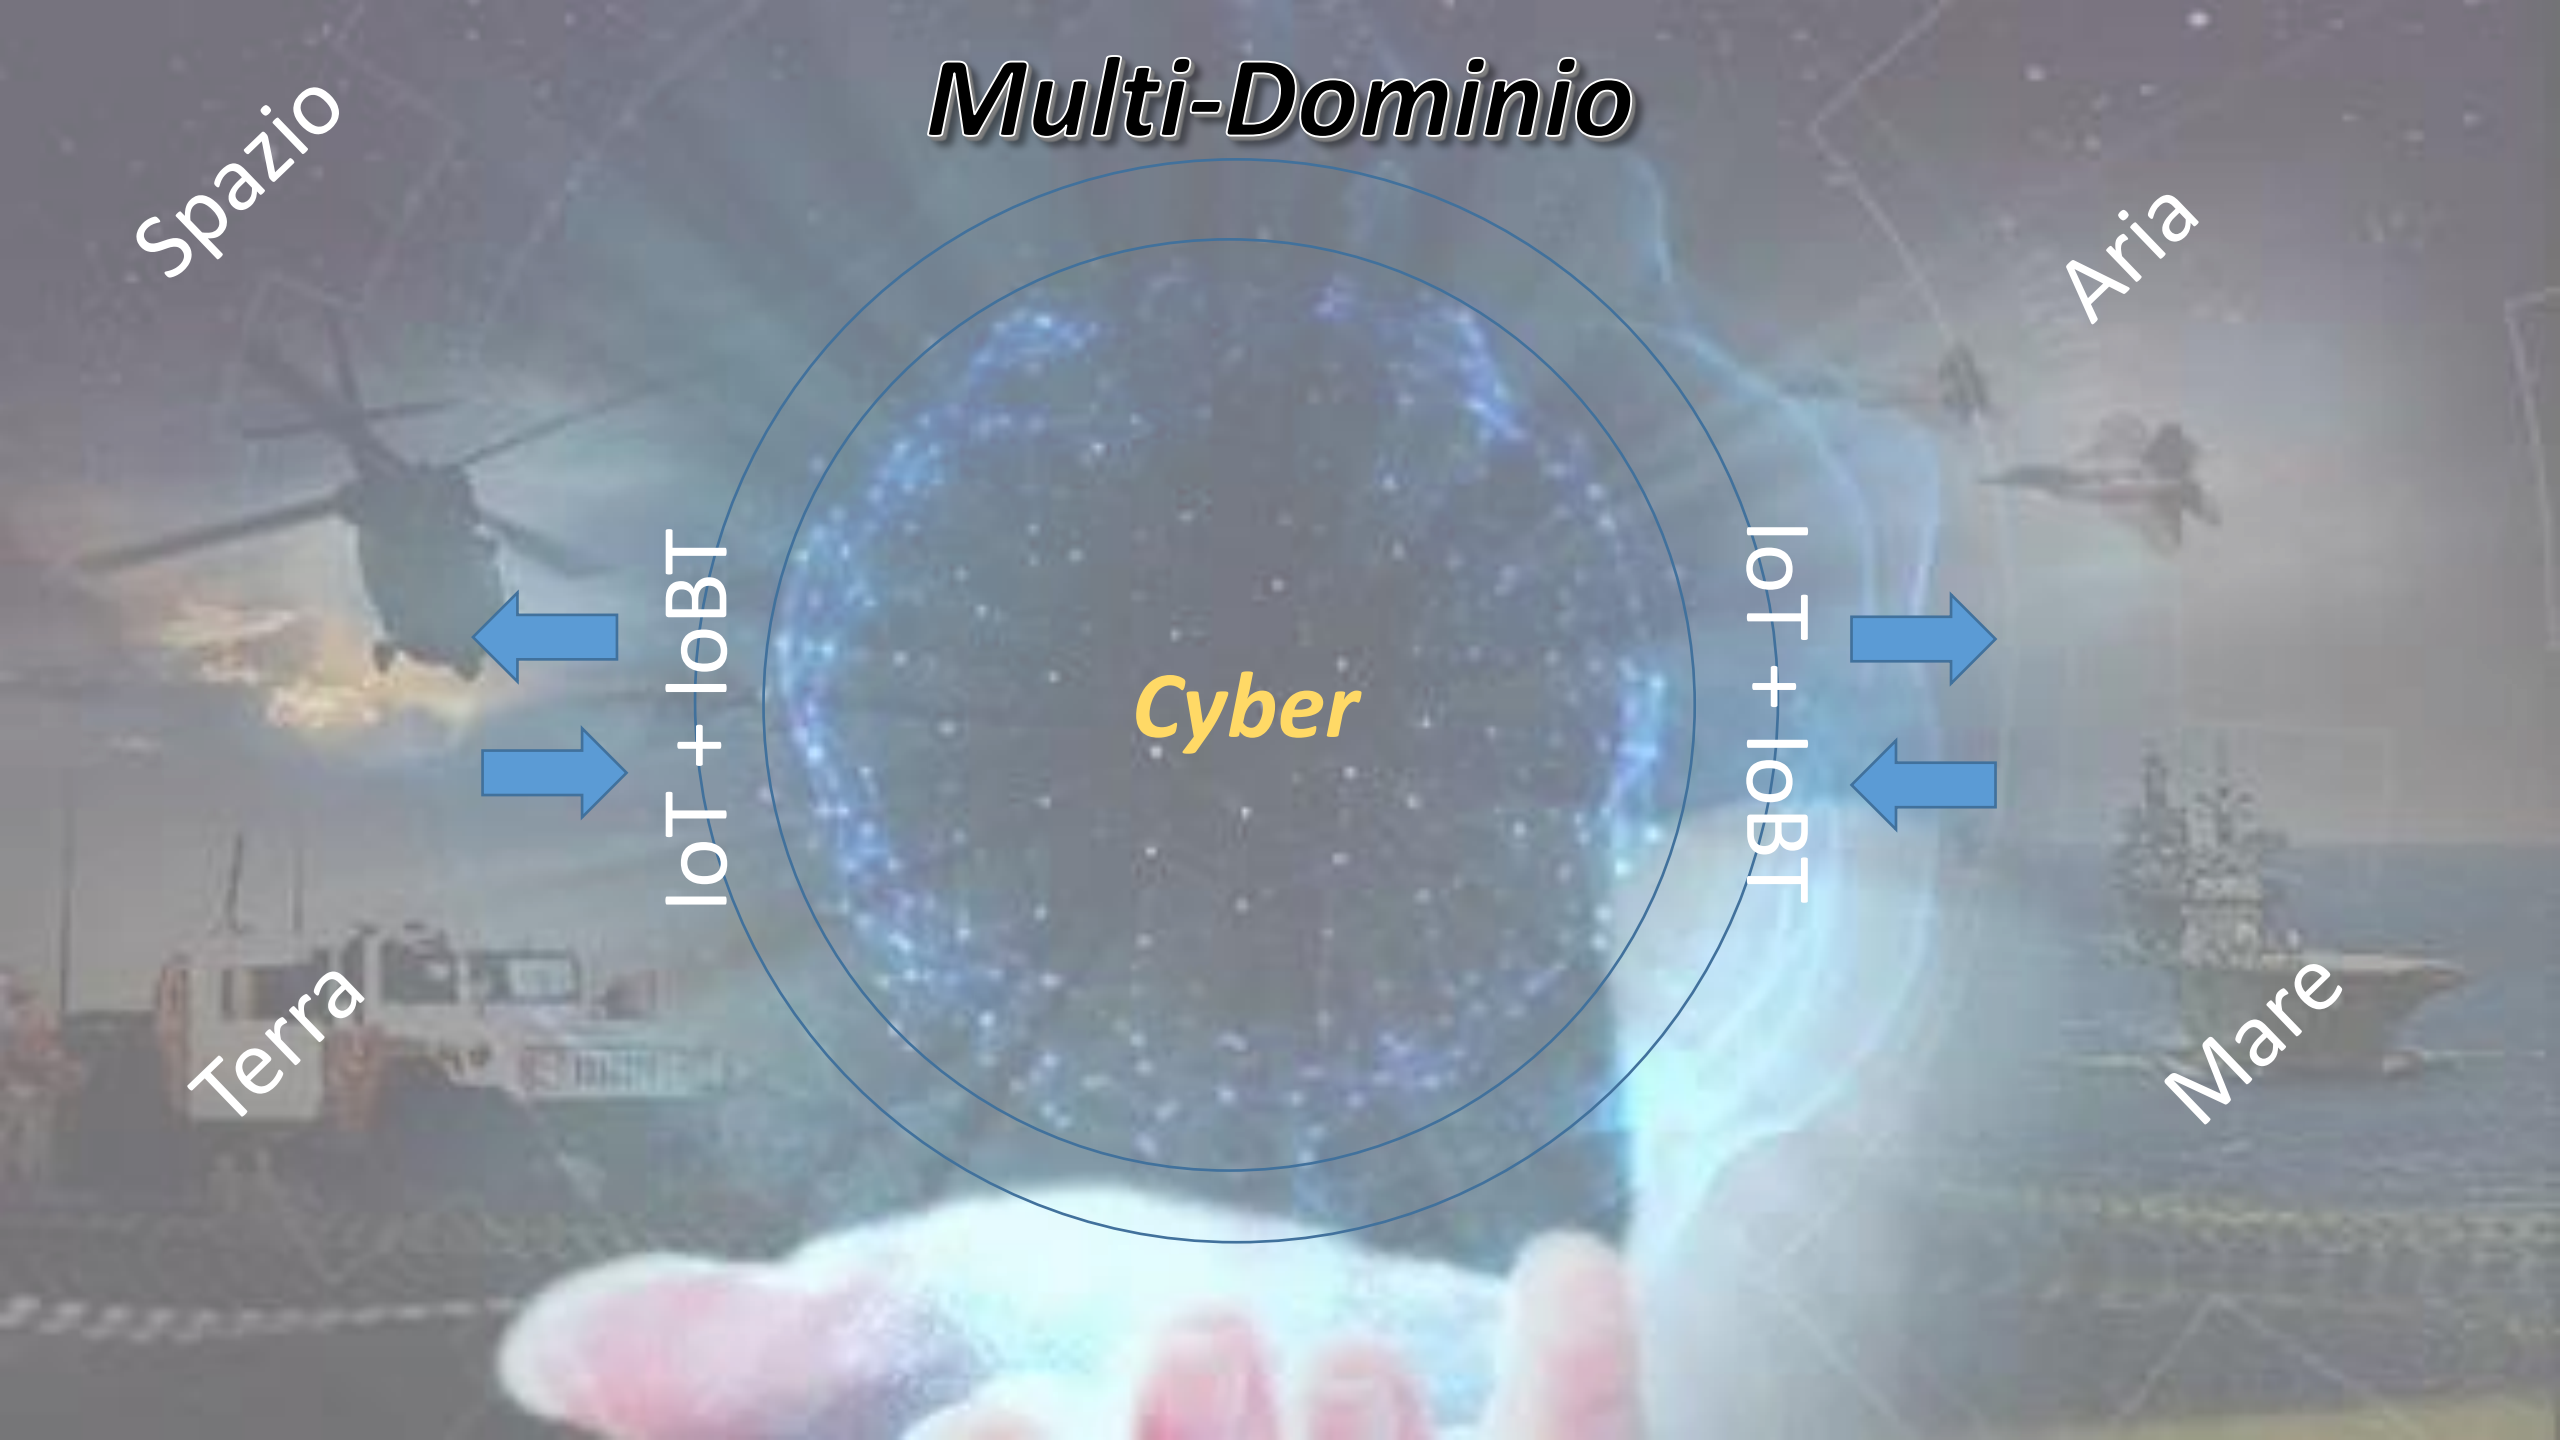 Multi-Dominio
Spazio
Aria
IoT + IoBT
Cyber
IoT + IoBT
Terra
Mare